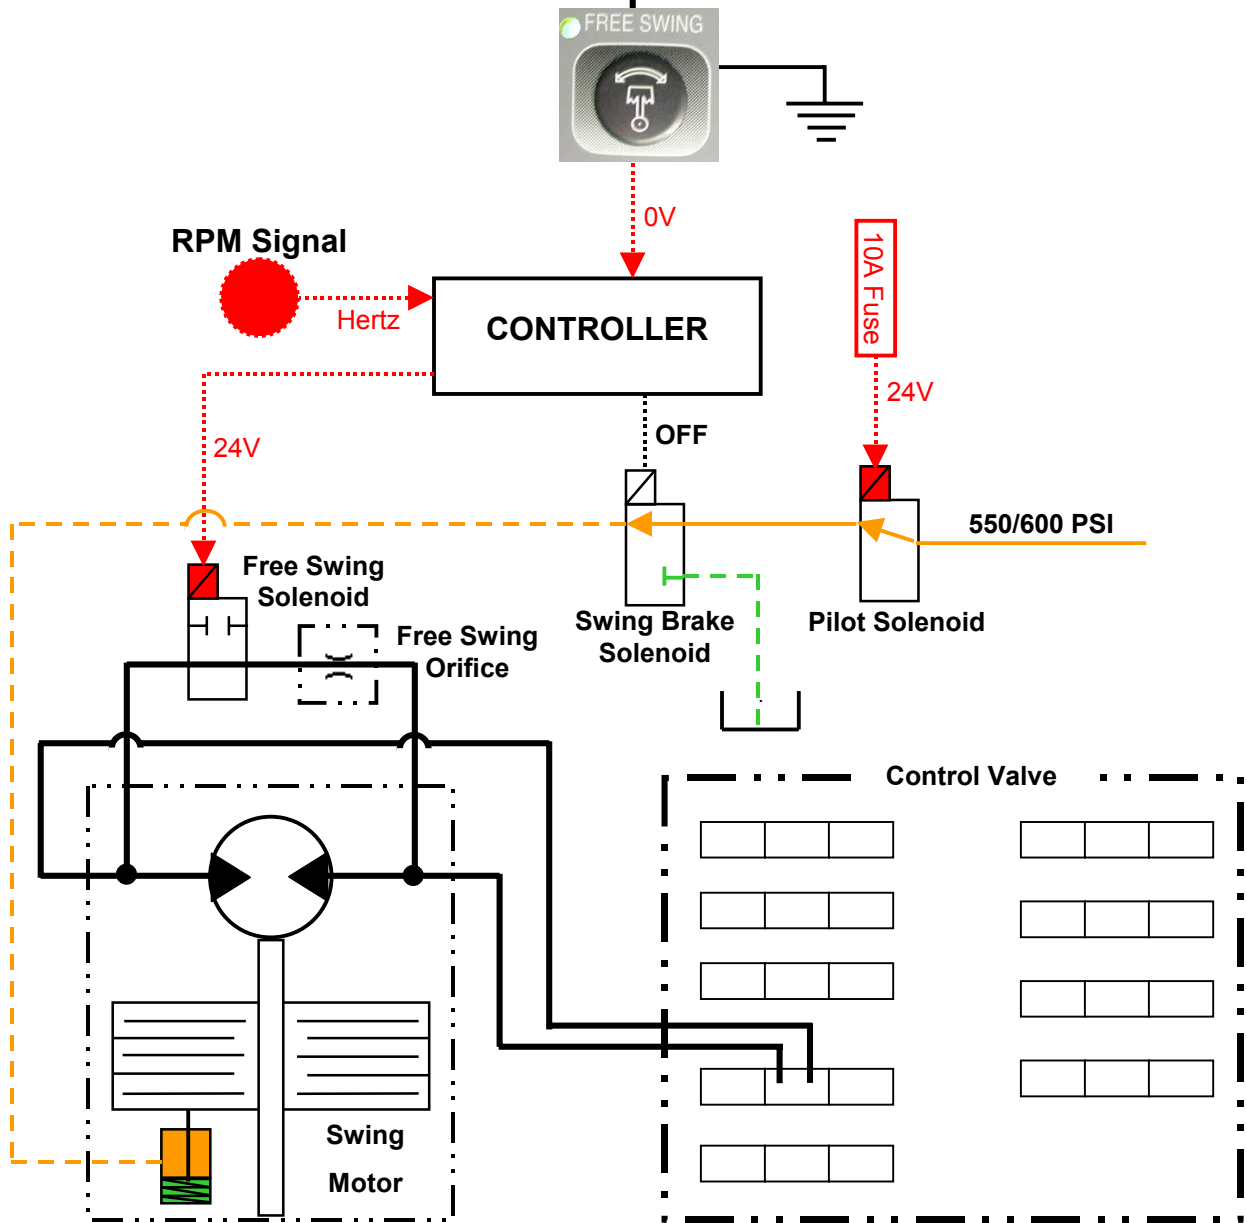 FREE SWING
0V
RPM Signal
10A Fuse
Hertz
CONTROLLER
24V
OFF
24V
550/600 PSI
Free Swing
Solenoid
Swing Brake
Solenoid
Pilot Solenoid
Free Swing
Orifice
Control Valve
Swing
Motor